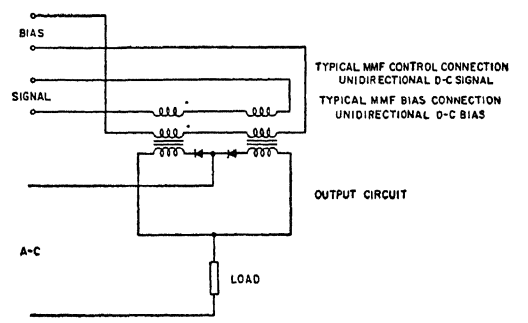 BIAS
SIGNAL
TYPICAL MMF CONTROL CONNECTION
UNIDIRECTIONAL D-C SIGNAL
TYPICAL MMF BIAS CONNECTION
UNIDIRECTIONAL D-C BIAS
OUTPUT CIRCUIT
A-C
LOAD